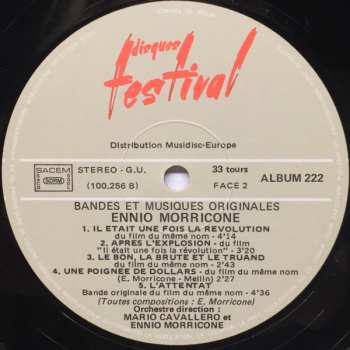 disques
festival
Distribution Musidisc-Europe
SACEM
SDRM
STEREO - G.U.
33 tours
ALBUM 222
(100.256 B)
FACE 2
BANDES ET MUSIQUES ORIGINALES
ENNIO MORRICONE
1. IL ETAIT UNE FOIS LA REVOLUTION
du film du même nom - 4'14
2. APRES L'EXPLOSION - du film
"Il était une fois la révolution" - 3'20
3. LE BON, LA BRUTE ET LE TRUAND
du film du même nom - 2'43
4. UNE POIGNEE DE DOLLARS - du film du même nom
(E. Morricone - Mellin) 2'27
5. L'ATTENTAT
Bande originale du film du même nom - 4'36
(Toutes compositions : E. Morricone)
Orchestre direction :
MARIO CAVALLERO et
ENNIO MORRICONE